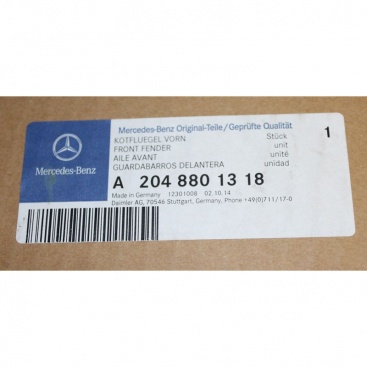 Mercedes-Benz
Mercedes-Benz Original-Teile/Geprüfte Qualität
KOTFLUEGEL VORN Stück 1
FRONT FENDER unit
AILE AVANT unité
GUARDABARROS DELANTERA unidad
A 204 880 13 18
Made in Germany 12301008 02.10.14
Daimler AG, 70546 Stuttgart, Germany, Phone +49(0)711/17-0